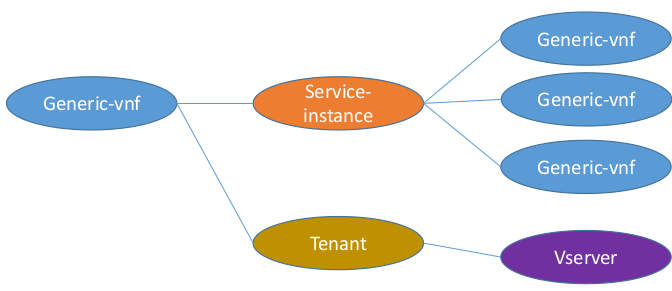 Generic-vnf
Service-
instance
Generic-vnf
Generic-vnf
Generic-vnf
Tenant
Vserver